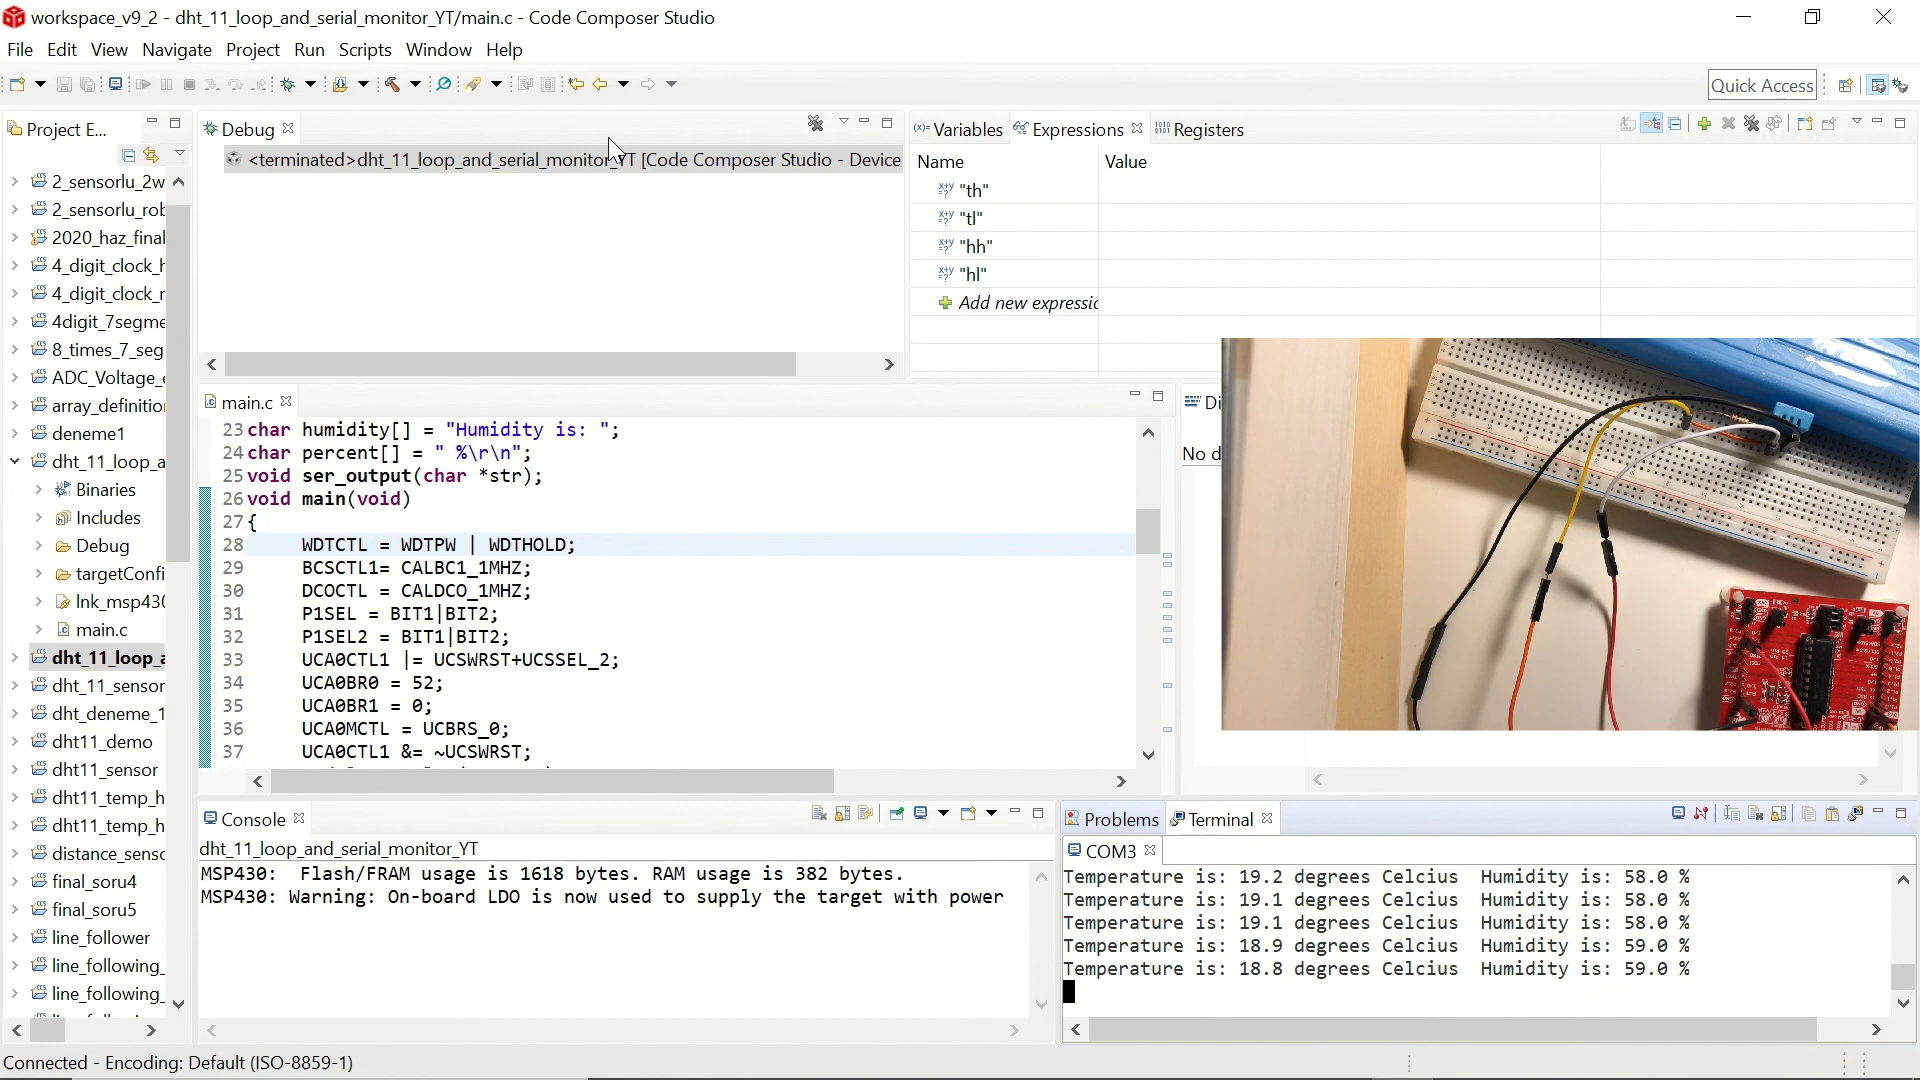 workspace_v9_2 - dht_11_loop_and_serial_monitor_YT/main.c - Code Composer Studio
File Edit View Navigate Project Run Scripts Window Help
Quick Access
Project E...
2_sensorlu_2w
2_sensorlu_rob
2020_haz_final
4_digit_clock_h
4_digit_clock_r
4digit_7segme
8_times_7_seg
ADC_Voltage_e
array_definitio
deneme1
dht_11_loop_a
Binaries
Includes
Debug
targetConfi
lnk_msp430
main.c
dht_11_loop_a
dht_11_sensor
dht_deneme_1
dht11_demo
dht11_sensor
dht11_temp_h
dht11_temp_h
distance_senso
final_soru4
final_soru5
line_follower
line_following_
line_following_
Debug
<terminated>dht_11_loop_and_serial_monitor_YT [Code Composer Studio - Device
Variables Expressions Registers
Name Value
"th"
"tl"
"hh"
"hl"
Add new expressio
main.c
23 char humidity[] = "Humidity is: ";
24 char percent[] = " %\r\n";
25 void ser_output(char *str);
26 void main(void)
27 {
28 WDTCTL = WDTPW | WDTHOLD;
29 BCSCTL1= CALBC1_1MHZ;
30 DCOCTL = CALDCO_1MHZ;
31 P1SEL = BIT1|BIT2;
32 P1SEL2 = BIT1|BIT2;
33 UCA0CTL1 |= UCSWRST+UCSSEL_2;
34 UCA0BR0 = 52;
35 UCA0BR1 = 0;
36 UCA0MCTL = UCBRS_0;
37 UCA0CTL1 &= ~UCSWRST;
Di
No d
Console
dht_11_loop_and_serial_monitor_YT
MSP430: Flash/FRAM usage is 1618 bytes. RAM usage is 382 bytes.
MSP430: Warning: On-board LDO is now used to supply the target with power
Problems Terminal
COM3
Temperature is: 19.2 degrees Celcius Humidity is: 58.0 %
Temperature is: 19.1 degrees Celcius Humidity is: 58.0 %
Temperature is: 19.1 degrees Celcius Humidity is: 58.0 %
Temperature is: 18.9 degrees Celcius Humidity is: 59.0 %
Temperature is: 18.8 degrees Celcius Humidity is: 59.0 %
Connected - Encoding: Default (ISO-8859-1)